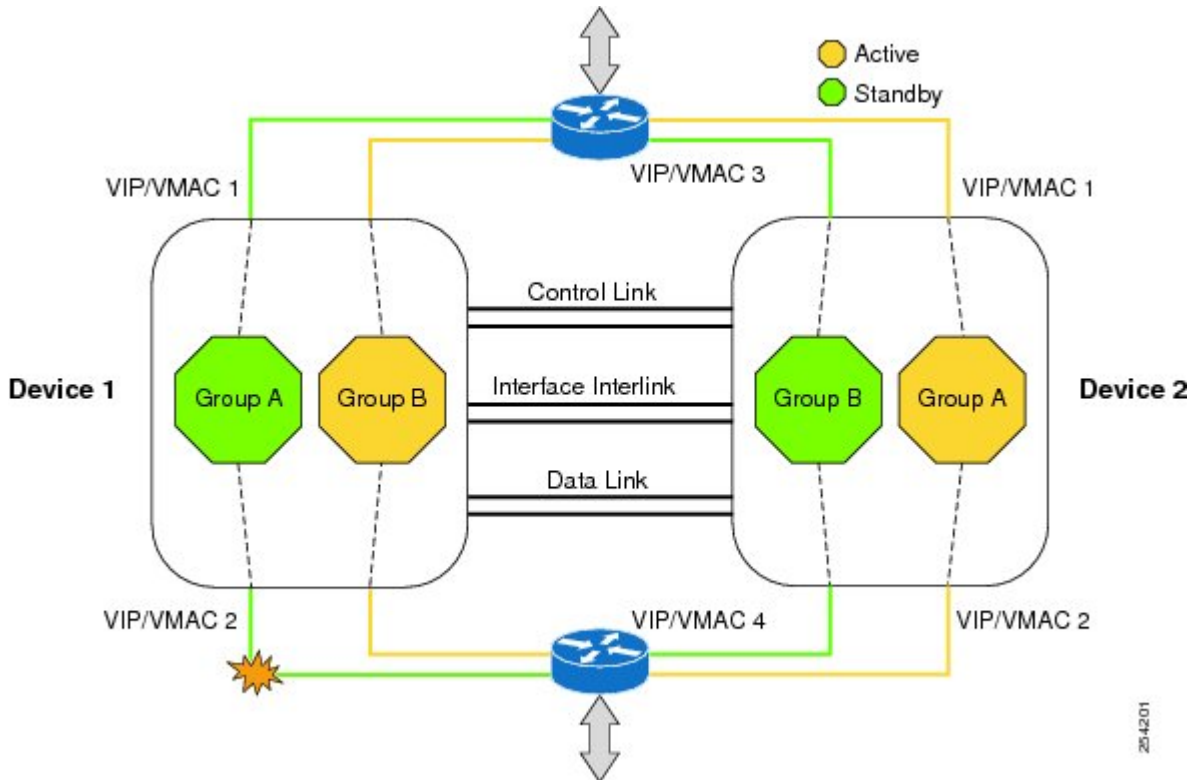 Active
Standby
VIP/VMAC 1
VIP/VMAC 3
VIP/VMAC 1
Control Link
Device 1
Group A
Group B
Interface Interlink
Group B
Group A
Device 2
Data Link
VIP/VMAC 2
VIP/VMAC 4
VIP/VMAC 2
254201